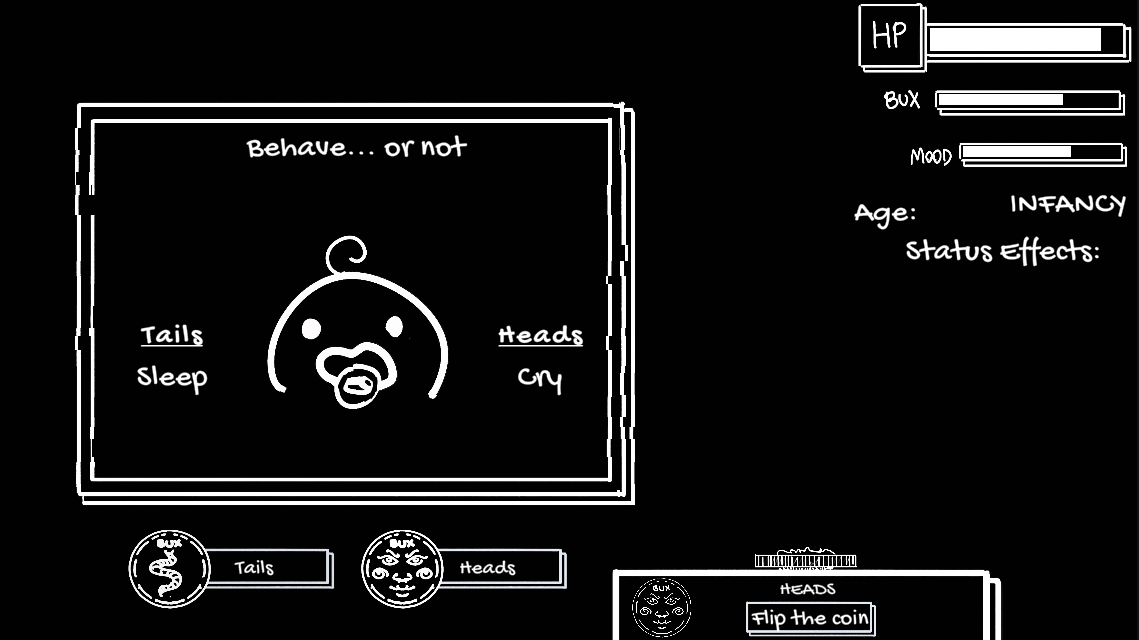 HP
BUX
MOOD
Age: INFANCY
Status Effects:
Behave... or not
Tails
Sleep
Heads
Cry
BUX
Tails
BUX
Heads
BUX
HEADS
Flip the coin